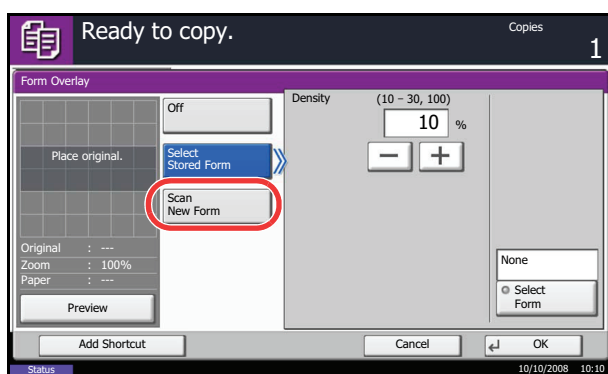 Ready to copy.
Copies
1
Form Overlay
Place original.
Original : ---
Zoom : 100%
Paper : ---
Preview
Off
Select
Stored Form
Scan
New Form
Density
(10 – 30, 100)
10 %
None
Select
Form
Add Shortcut
Cancel
OK
Status
10/10/2008 10:10